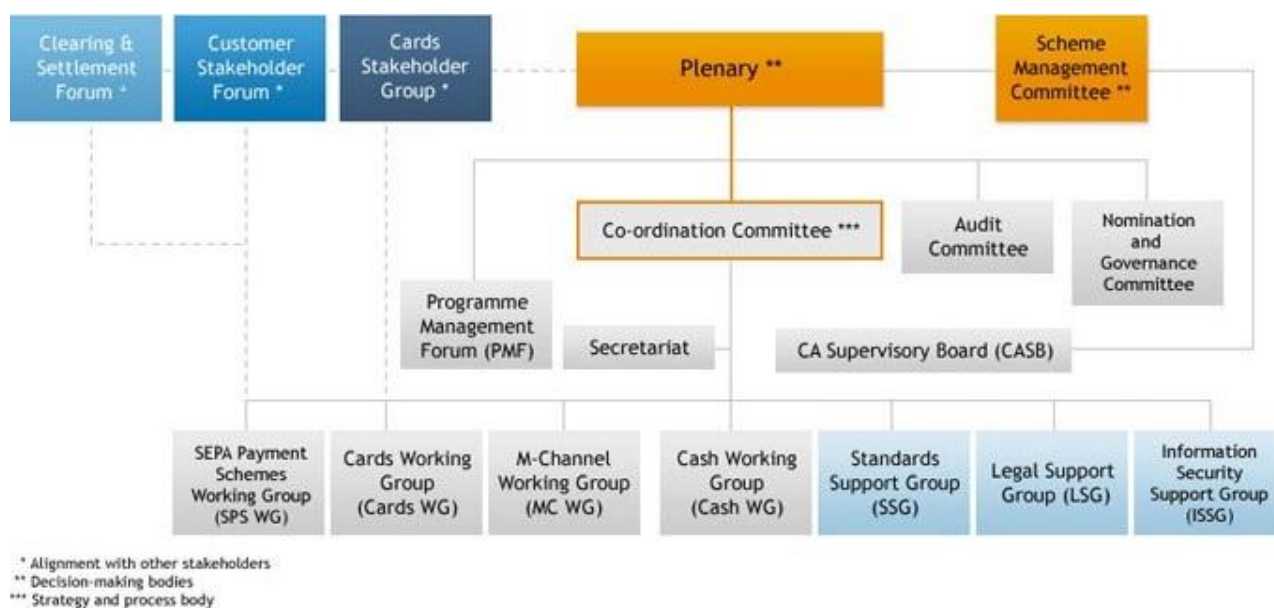 Clearing &
Settlement
Forum *
Customer
Stakeholder
Forum *
Cards
Stakeholder
Group *
Plenary **
Scheme
Management
Committee **
Co-ordination Committee ***
Audit
Committee
Nomination
and
Governance
Committee
Programme
Management
Forum (PMF)
Secretariat
CA Supervisory Board (CASB)
SEPA Payment
Schemes
Working Group
(SPS WG)
Cards Working
Group
(Cards WG)
M-Channel
Working Group
(MC WG)
Cash Working
Group
(Cash WG)
Standards
Support Group
(SSG)
Legal Support
Group (LSG)
Information
Security
Support Group
(ISSG)
* Alignment with other stakeholders
** Decision-making bodies
*** Strategy and process body